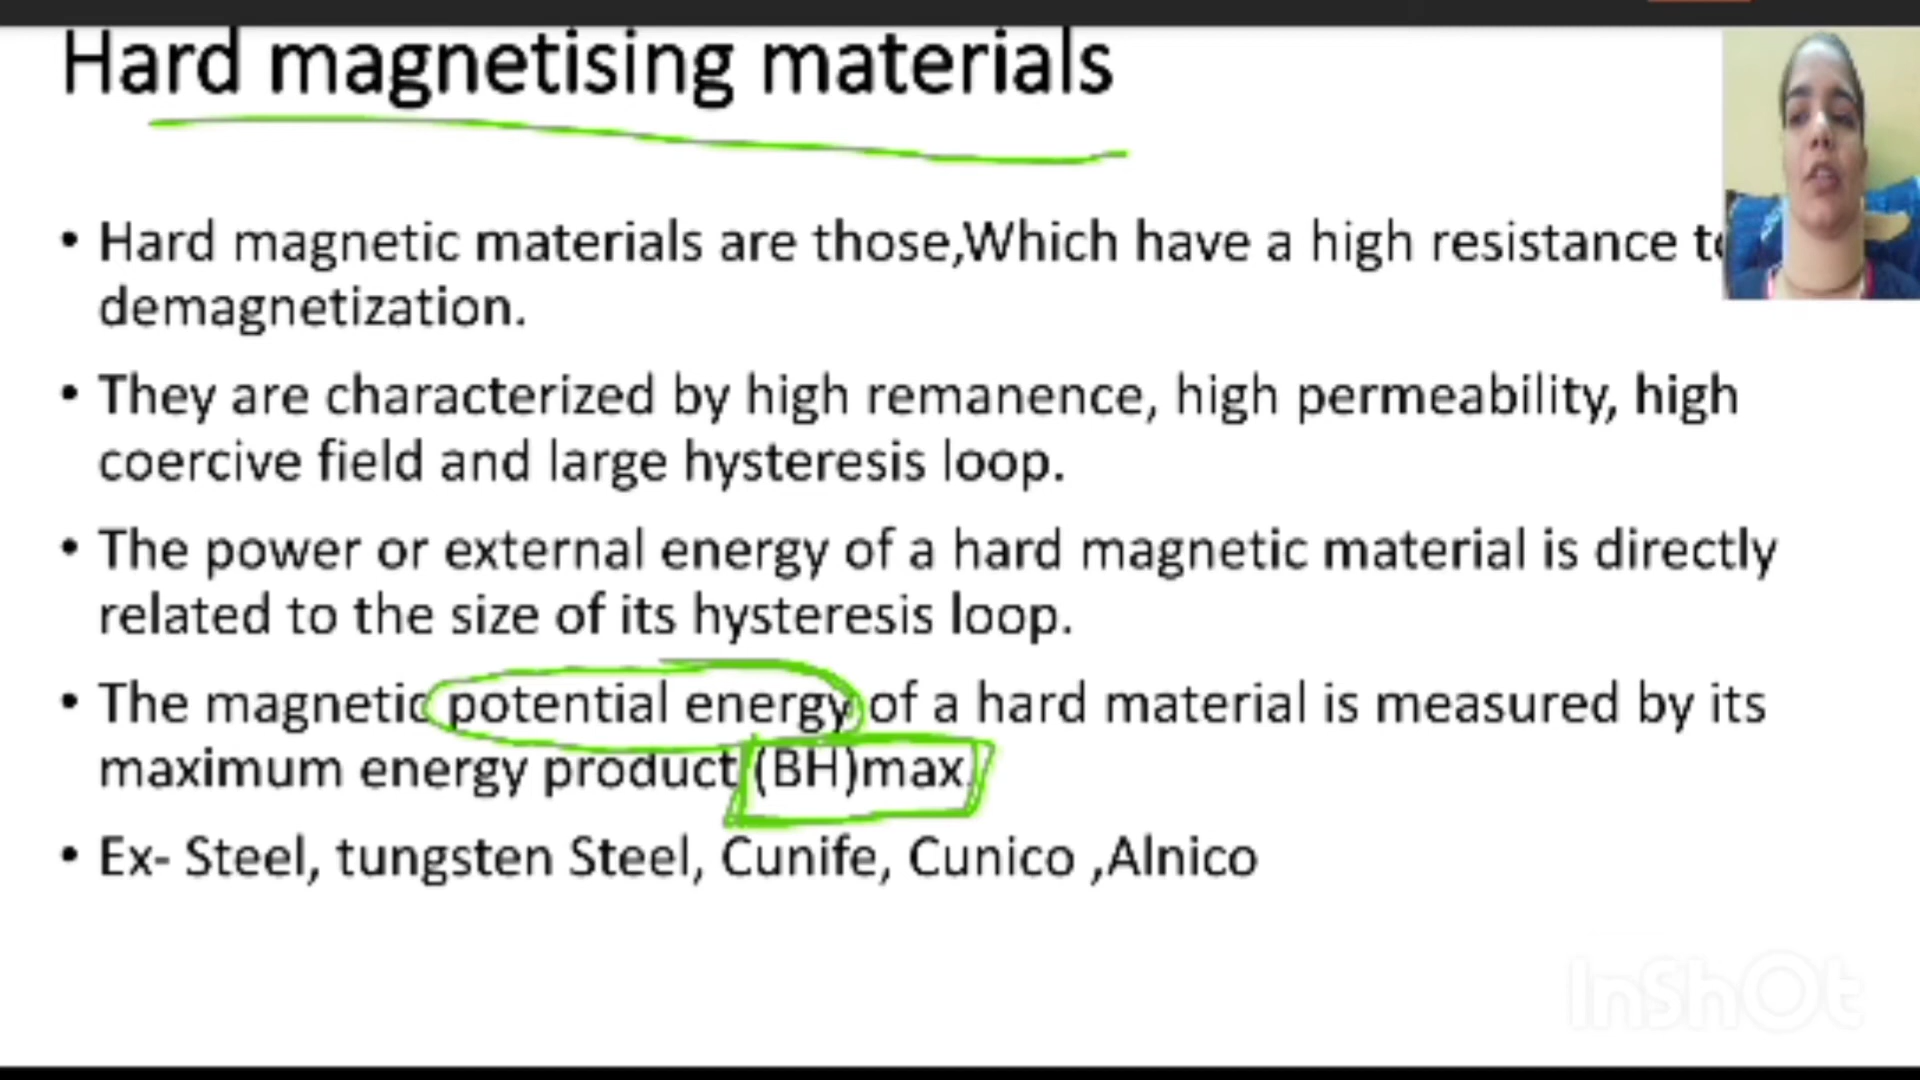 Hard magnetising materials
• Hard magnetic materials are those,Which have a high resistance to
demagnetization.
• They are characterized by high remanence, high permeability, high
coercive field and large hysteresis loop.
• The power or external energy of a hard magnetic material is directly
related to the size of its hysteresis loop.
• The magnetic potential energy of a hard material is measured by its
maximum energy product (BH)max.
• Ex- Steel, tungsten Steel, Cunife, Cunico ,Alnico
InShOt